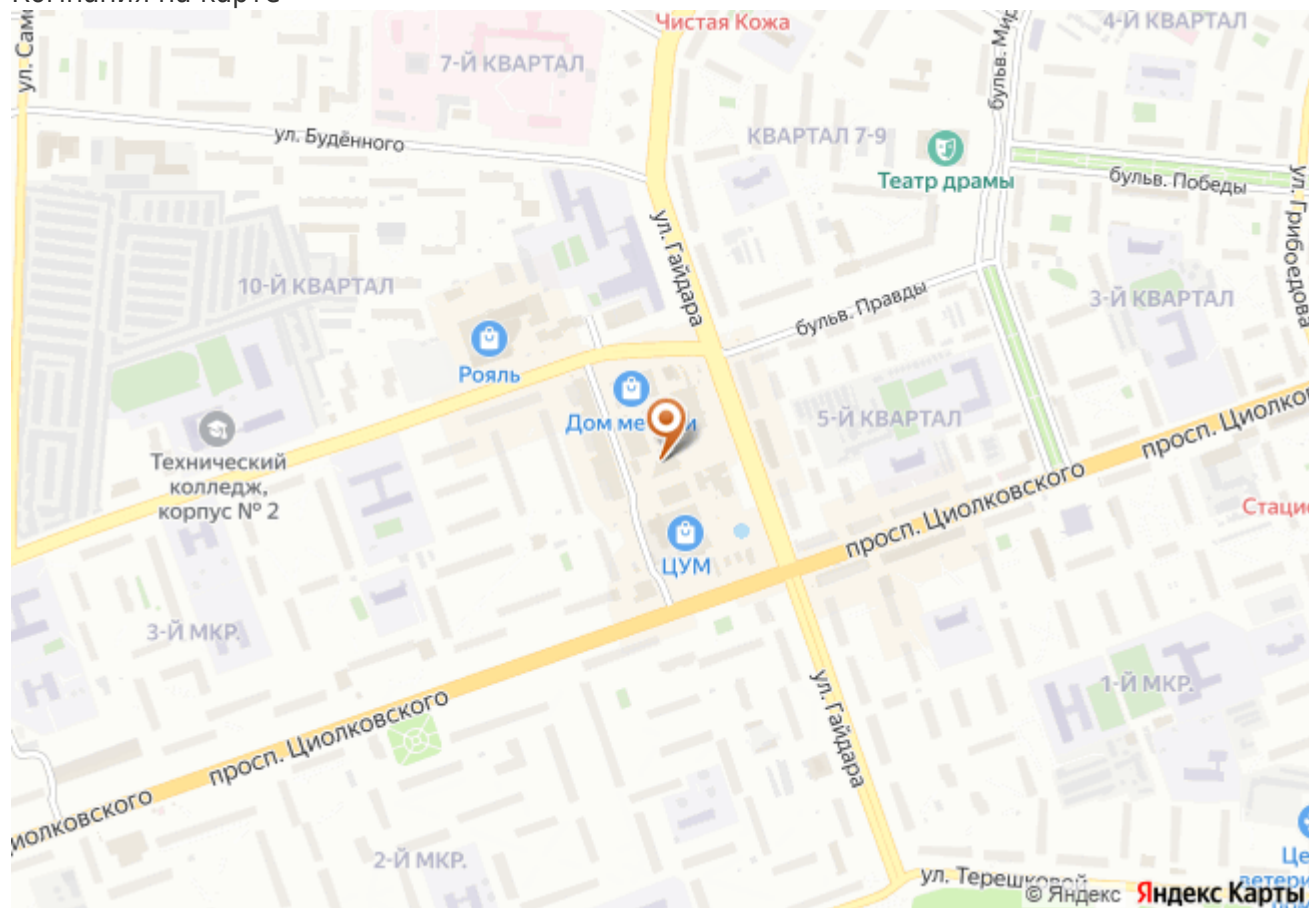 Компания на карте
ул. Сам
Чистая Кожа
7-Й КВАРТАЛ
бульв. Мир
4-Й КВАРТАЛ
ул. Будённого
КВАРТАЛ 7-9
Театр драмы
бульв. Победы
ул. Грибоедова
ул. Гайдара
10-Й КВАРТАЛ
бульв. Правды
3-Й КВАРТАЛ
Рояль
Дом ме
и
5-Й КВАРТАЛ
просп. Циолко
Технический
колледж,
корпус № 2
просп. Циолковского
Стаци
ЦУМ
3-Й МКР.
1-Й МКР.
ул. Гайдара
просп. Циолковского
иолковского
2-Й МКР.
Це
ул. Терешковой
ветери
© Яндекс Яндекс Карты